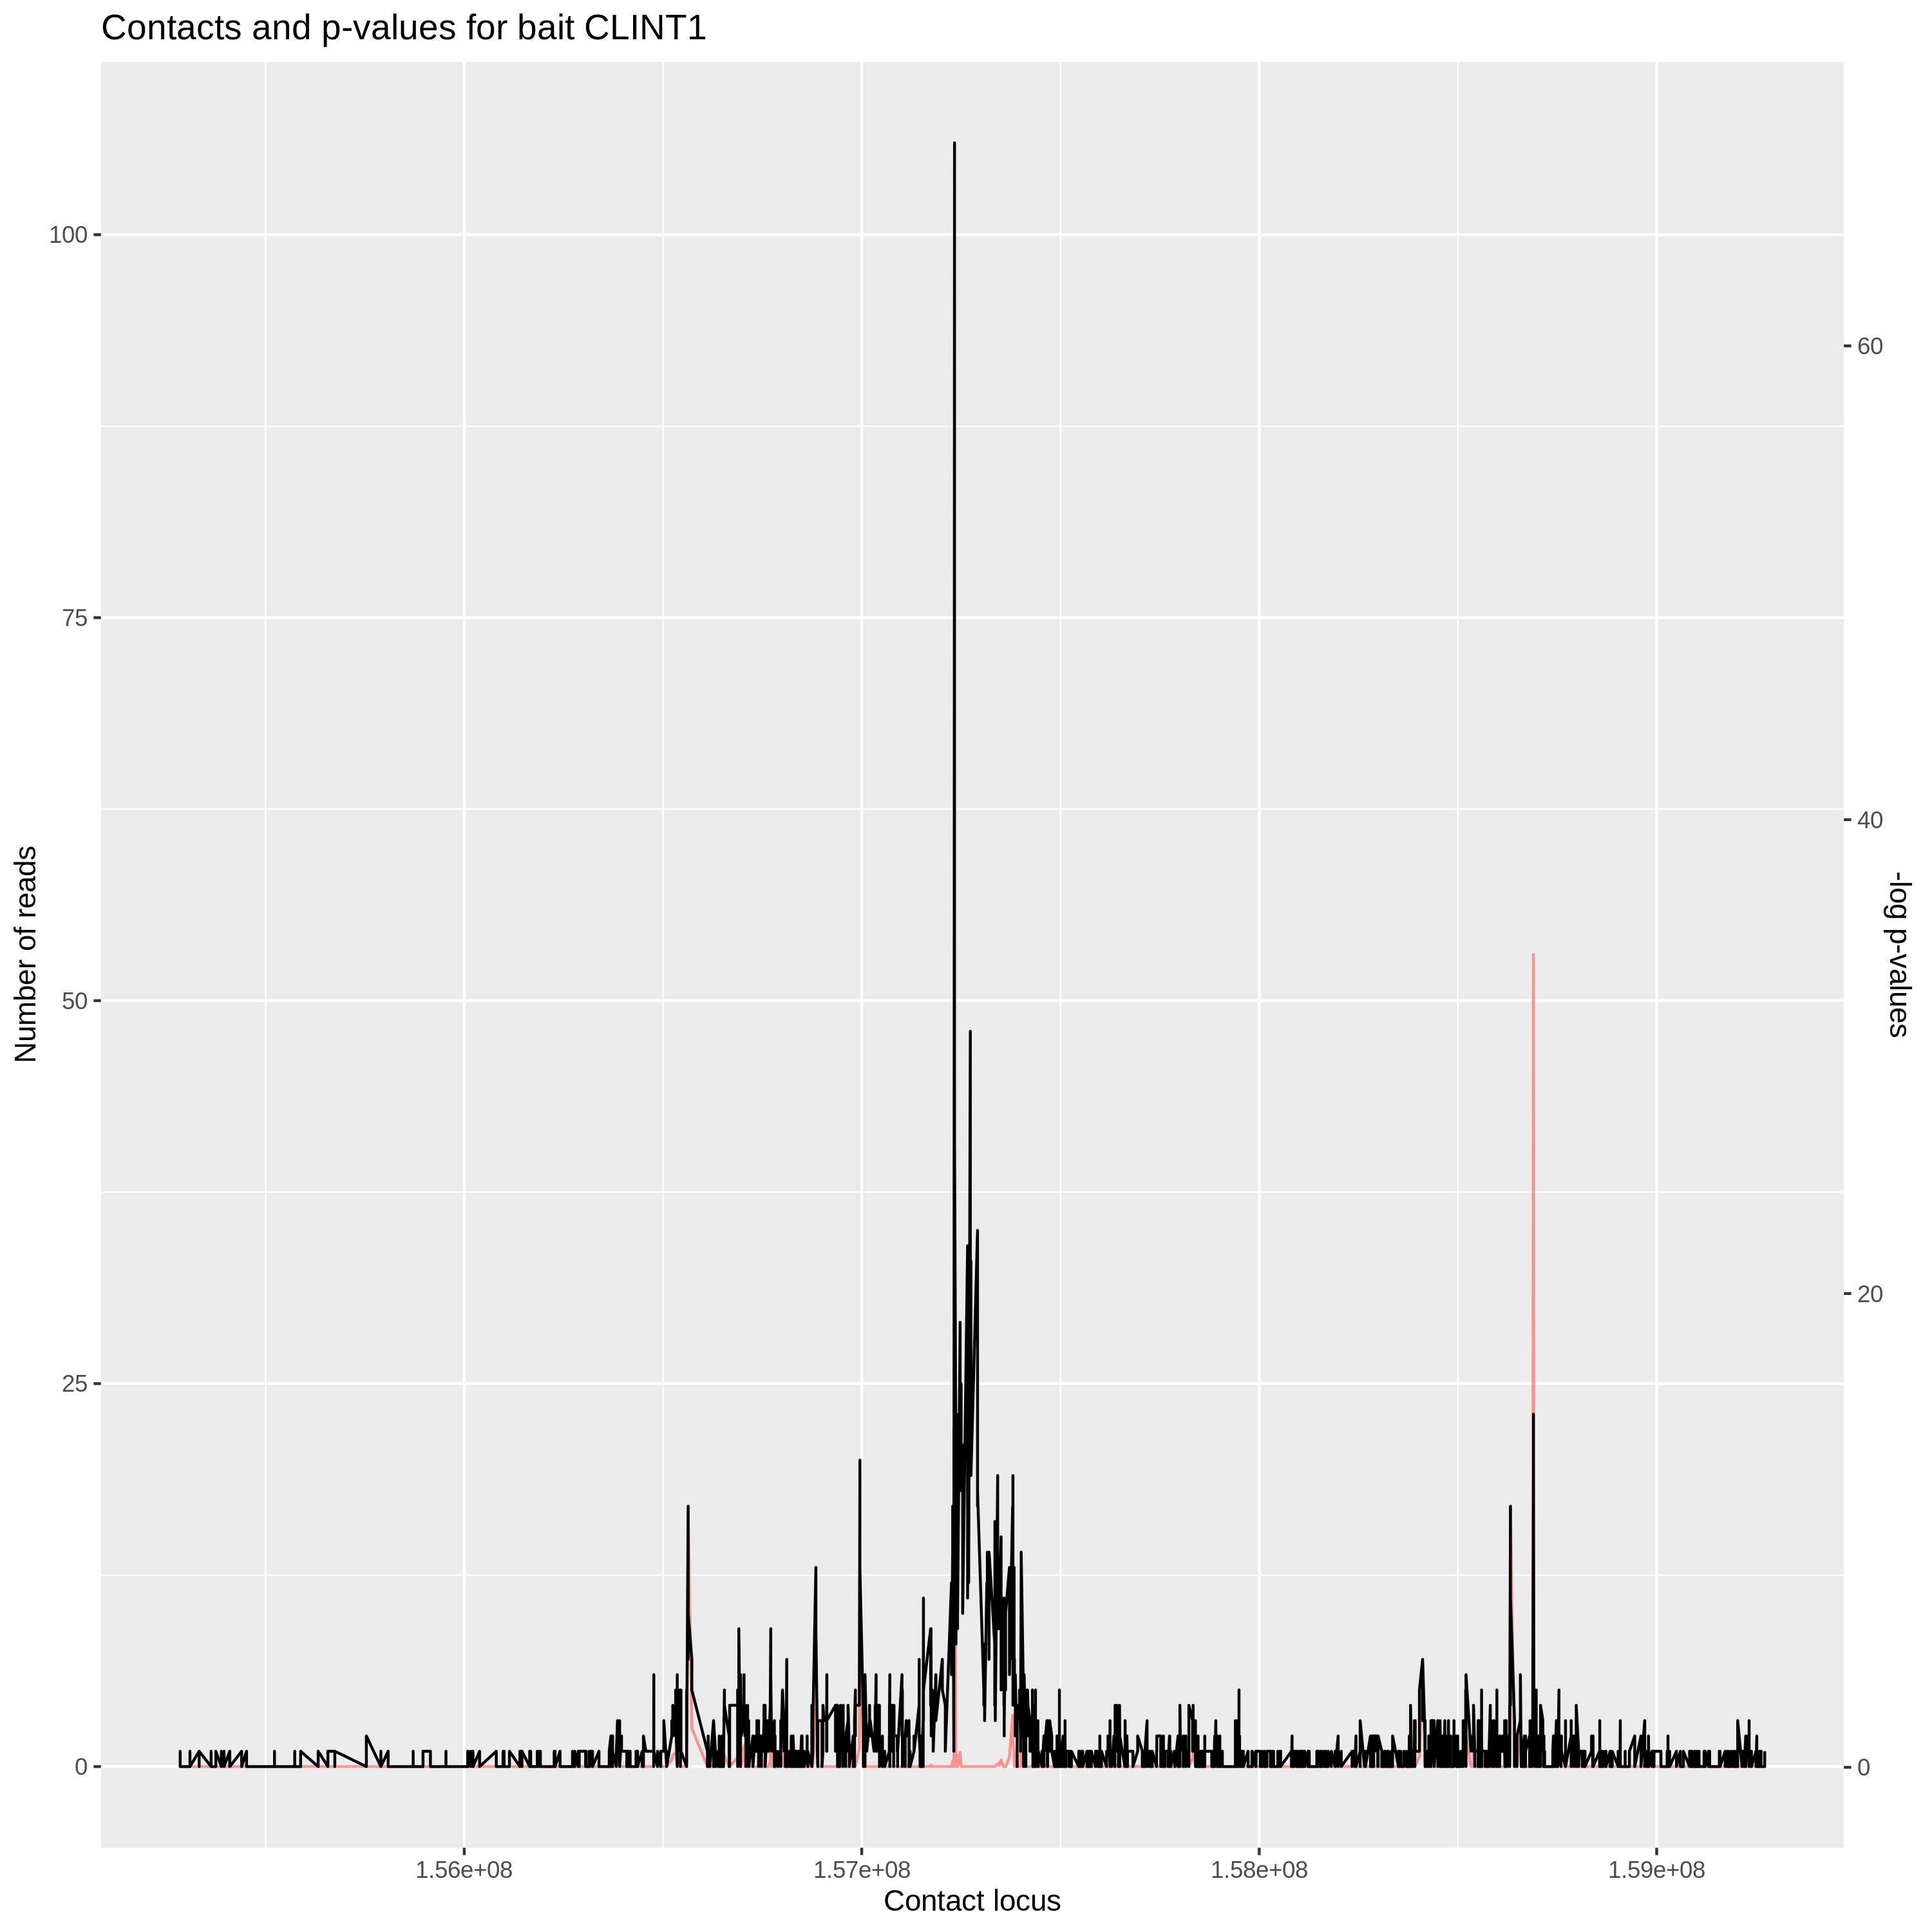 Contacts and p-values for bait CLINT1
100
75
50
25
0
Number of reads
60
40
20
0
-log p-values
1.56e+08
1.57e+08
1.58e+08
1.59e+08
Contact locus